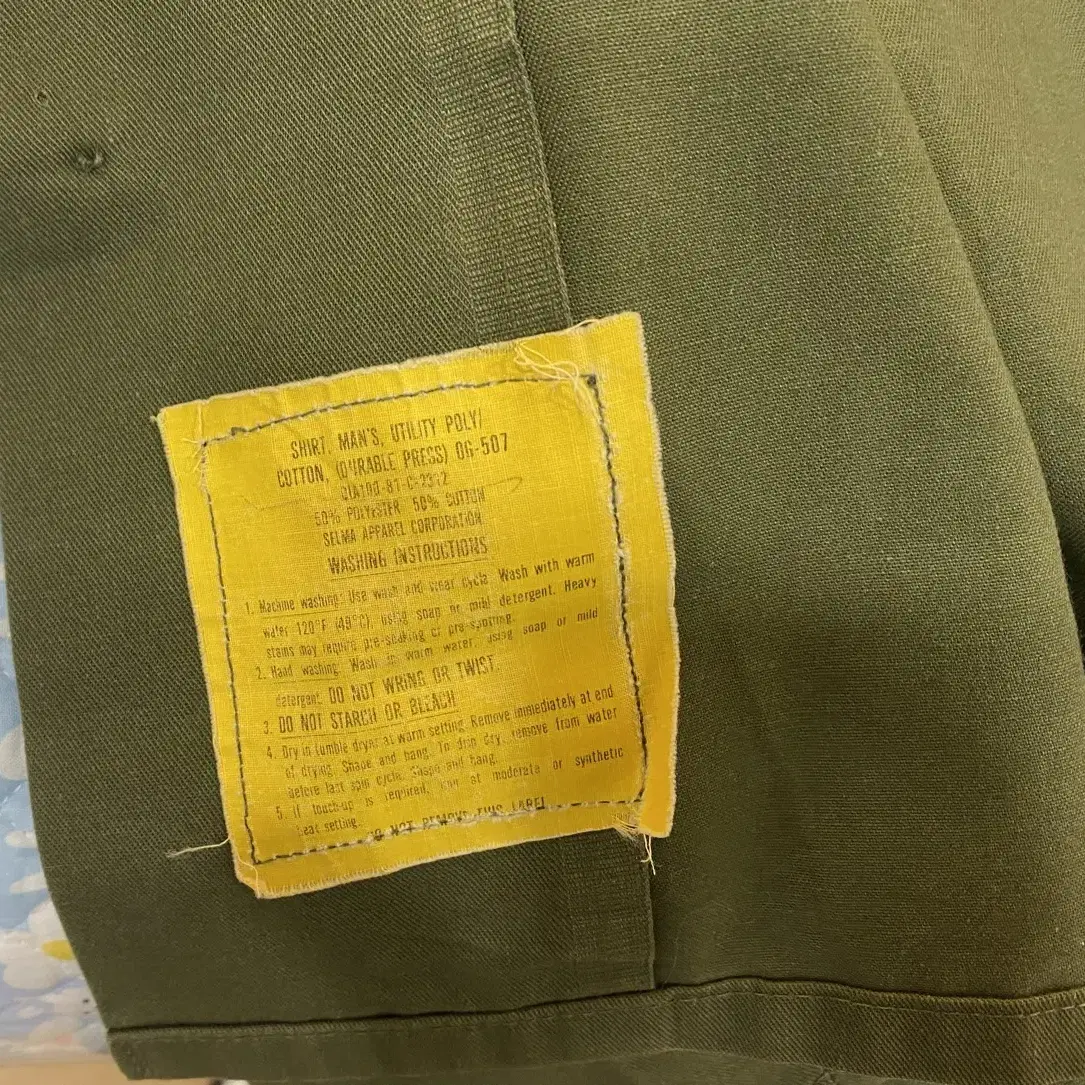 SHIRT, MAN'S, UTILITY POLY/
COTTON, (DURABLE PRESS) OG-507
50% POLYESTER 50% COTTON
SELMA APPAREL CORPORATION
WASHING INSTRUCTIONS
1. Machine washing: Use wash and wear cycle. Wash with warm
water 120°F (49°C), using soap or mild detergent. Heavy
stains may require pre-soaking or pre-spotting.
2. Hand washing: Wash in warm water, using soap or mild
detergent. DO NOT WRING OR TWIST.
3. DO NOT STARCH OR BLEACH
4. Dry in tumble dryer at warm setting. Remove immediately at end
of drying. Shape and hang. To drip dry, remove from water
before last spin cycle. Shape and hang.
5. If touch-up is required, iron at moderate or synthetic
heat setting.
DO NOT REMOVE THIS LABEL